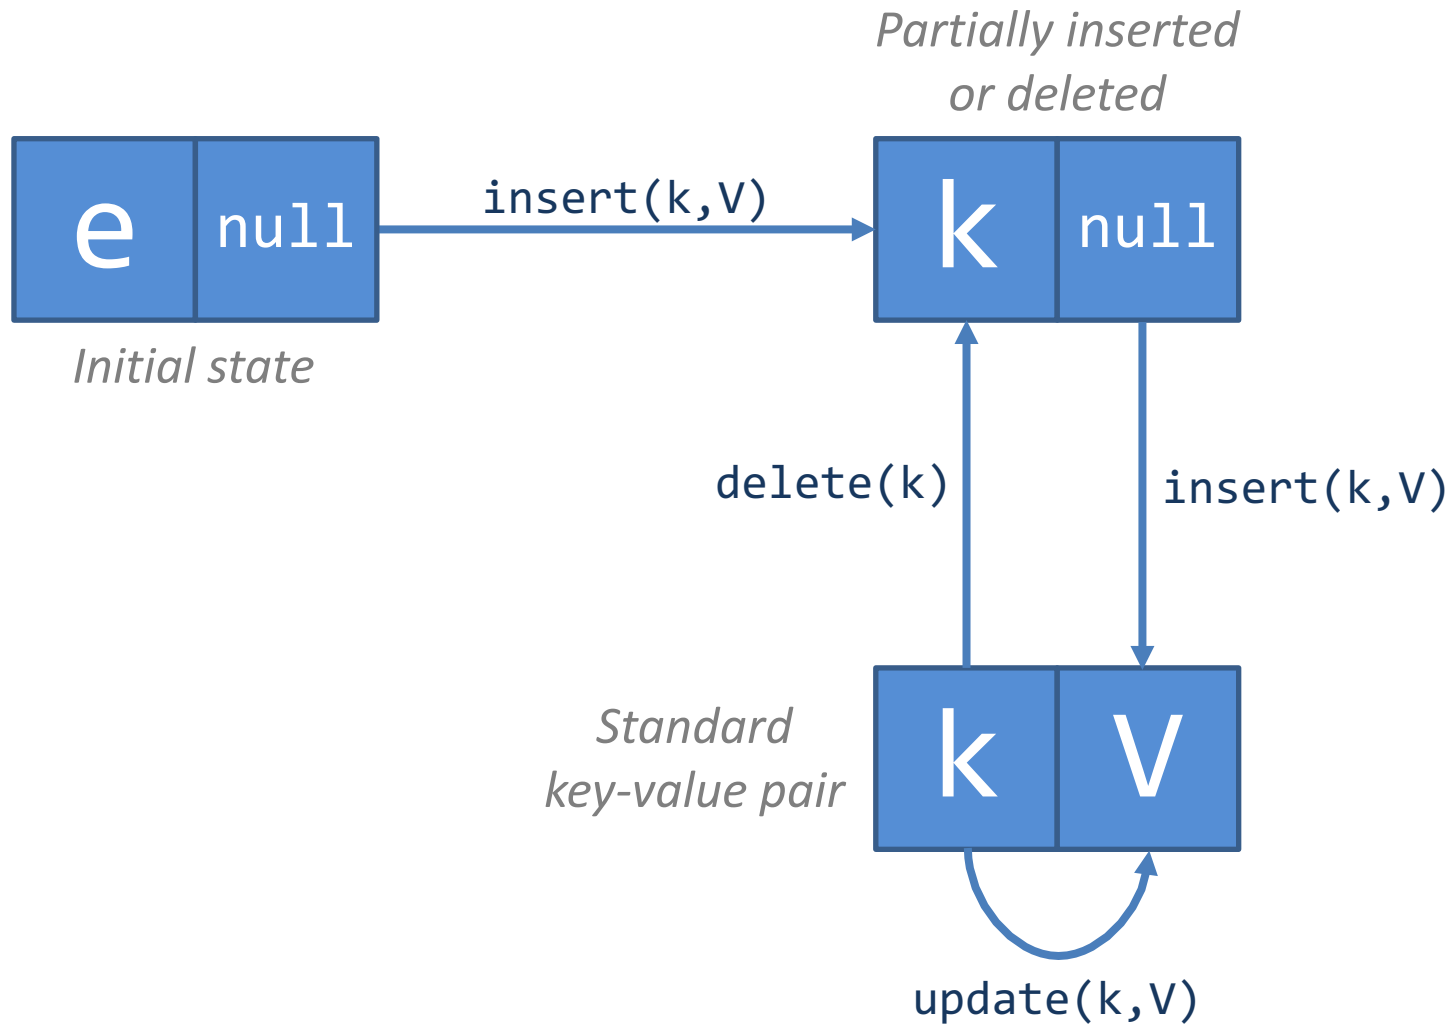 Partially inserted
or deleted
e null
insert(k,V)
k null
Initial state
delete(k)
insert(k,V)
Standard
key-value pair
k V
update(k,V)